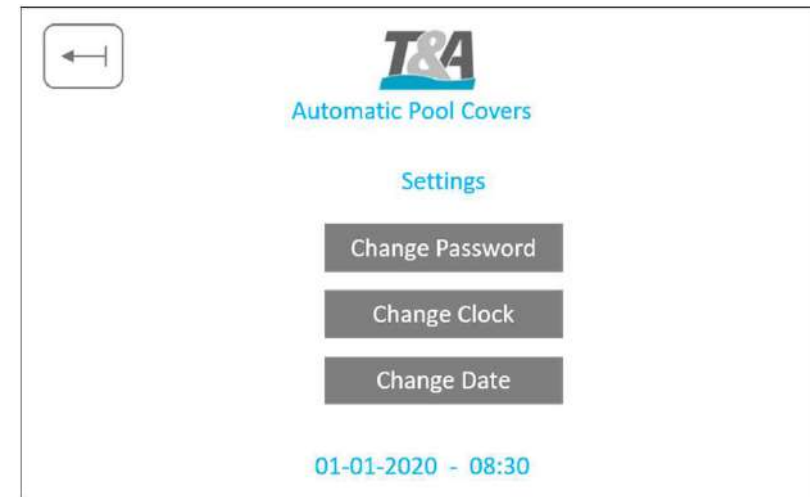 T&A
Automatic Pool Covers
Settings
Change Password
Change Clock
Change Date
01-01-2020 - 08:30